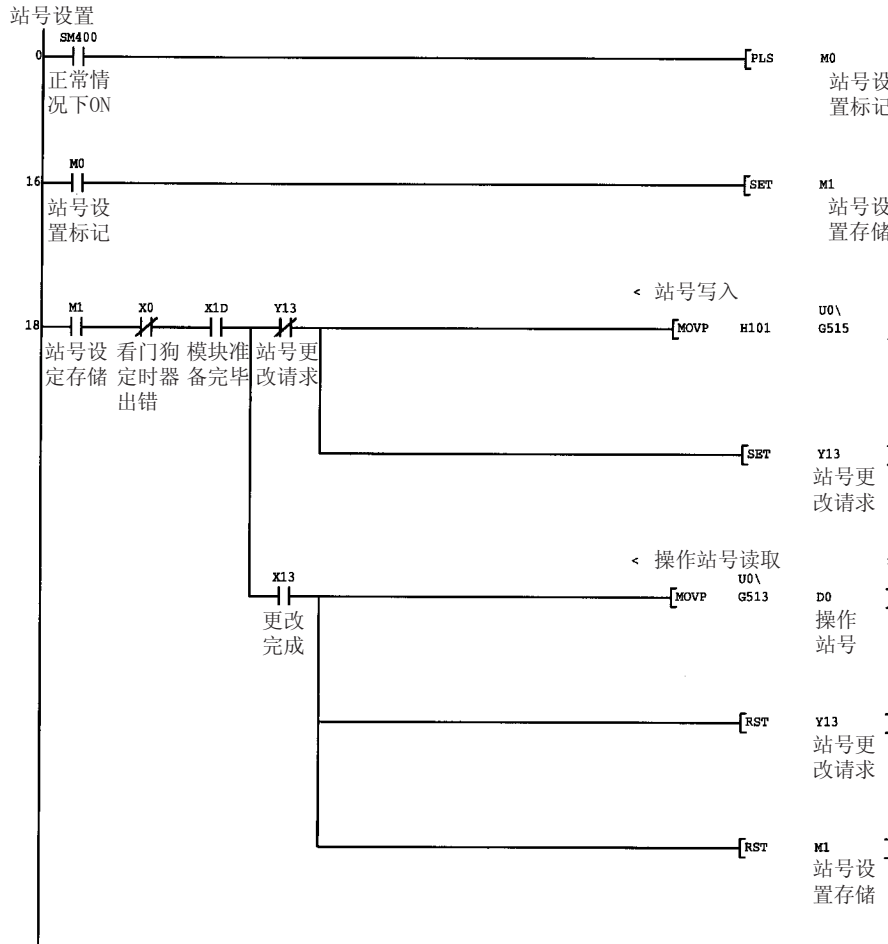 站号设置
SM400
0
PLS M0
正常情
况下ON
站号设
置标记
M0
16
SET M1
站号设
置标记
站号设
置存储
< 站号写入
M1 X0 X1D Y13
U0\
18
MOVP H101 G515
站号设
定存储
看门狗
定时器
出错
模块准
备完毕
站号更
改请求
SET Y13
站号更
改请求
< 操作站号读取
X13
U0\
MOVP G513 D0
更改
完成
操作
站号
RST Y13
站号更
改请求
RST M1
站号设
置存储